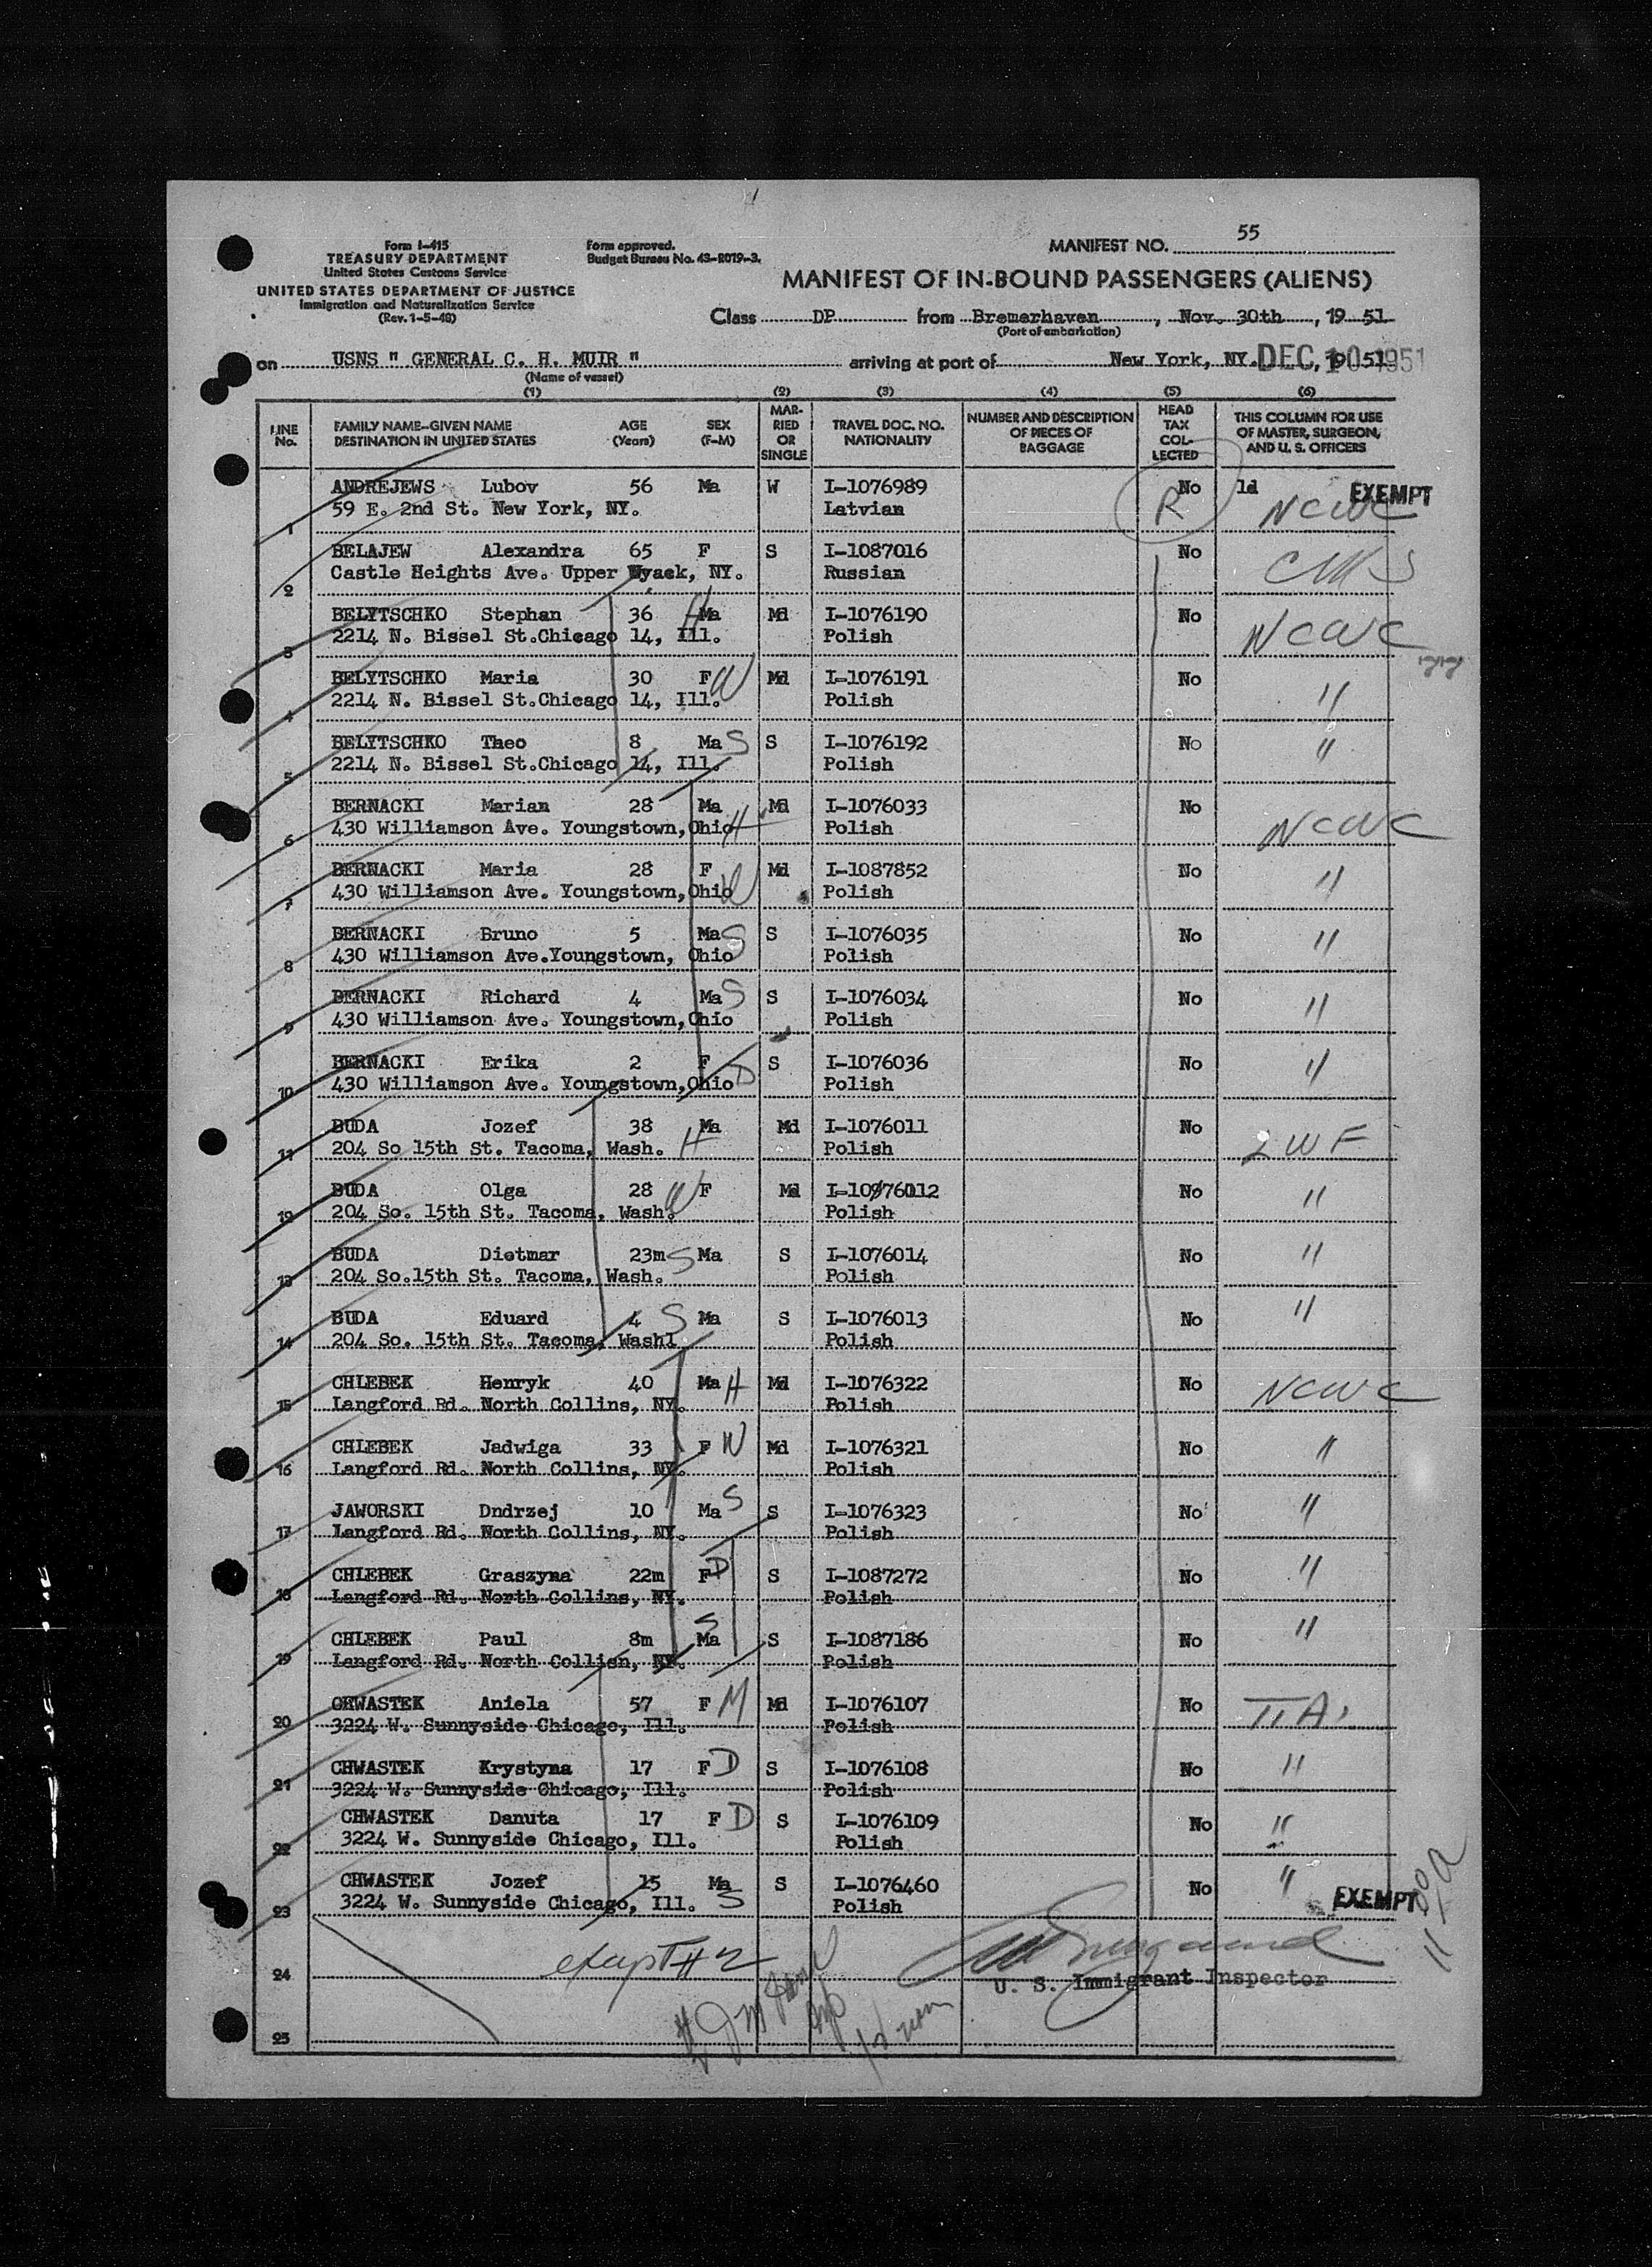 55
Form I-415
TREASURY DEPARTMENT
United States Customs Service
UNITED STATES DEPARTMENT OF JUSTICE
Immigration and Naturalization Service
(Rev. 1-5-48)
Form approved.
Budget Bureau No. 43-R019-3.
MANIFEST NO.
MANIFEST OF IN-BOUND PASSENGERS (ALIENS)
Class DP from Bremerhaven, Nov. 30th, 19 51
(Port of embarkation)
on USNS " GENERAL C. H. MUIR " arriving at port of New York, NY. DEC 10 1951, 1951
(Name of vessel)
(1) (2) (3) (4) (5) (6)
LINE No. FAMILY NAME—GIVEN NAME DESTINATION IN UNITED STATES AGE (Years) SEX (F-M) MARRIED OR SINGLE TRAVEL DOC. NO. NATIONALITY NUMBER AND DESCRIPTION OF PIECES OF BAGGAGE HEAD TAX COLLECTED THIS COLUMN FOR USE OF MASTER, SURGEON, AND U. S. OFFICERS
ANDREJEWS Lubov 56 Ma W I-1076989 No ld EXEMPT
1 59 E. 2nd St. New York, NY. Latvian R NCWC
BELAJEW Alexandra 65 F S I-1087016 No
2 Castle Heights Ave. Upper Nyack, NY. Russian
BELYTSCHKO Stephan 36 H Ma Md I-1076190 No
3 2214 N. Bissel St.Chicago 14, Ill. Polish NCWC
BELYTSCHKO Maria 30 F W Md I-1076191 No
4 2214 N. Bissel St.Chicago 14, Ill. Polish "
BELYTSCHKO Theo 8 Ma S S I-1076192 No "
5 2214 N. Bissel St.Chicago 14, Ill. Polish
BERNACKI Marian 28 Ma Md I-1076033 No
6 430 Williamson Ave. Youngstown,Ohio H Polish NCWC
BERNACKI Maria 28 F Md I-1087852 No
7 430 Williamson Ave. Youngstown,Ohio W Polish "
BERNACKI Bruno 5 Ma S S I-1076035 No "
8 430 Williamson Ave.Youngstown, Ohio Polish
BERNACKI Richard 4 Ma S S I-1076034 No "
9 430 Williamson Ave. Youngstown,Ohio Polish
BERNACKI Erika 2 F S I-1076036 No "
10 430 Williamson Ave. Youngstown,Ohio D Polish
BUDA Jozef 38 Ma Md I-1076011 No
11 204 So 15th St. Tacoma, Wash. H Polish LWF
BUDA Olga 28 W F Md I-1076012 No "
12 204 So. 15th St. Tacoma, Wash. Polish
BUDA Dietmar 23m S Ma S I-1076014 No "
13 204 So.15th St. Tacoma, Wash. Polish
BUDA Eduard 4 S Ma S I-1076013 No "
14 204 So. 15th St. Tacoma, Wash1 Polish
CHLEBEK Henryk 40 Ma H Md I-1076322 No NCWC
15 Langford Rd. North Collins, NY. Polish
CHLEBEK Jadwiga 33 F W Md I-1076321 No "
16 Langford Rd. North Collins, NY. Polish
JAWORSKI Dndrzej 10 Ma S S I-1076323 No "
17 Langford Rd. North Collins, NY. Polish
CHLEBEK Graszyna 22m F D S I-1087272 No "
18 Langford Rd. North Collins, NY. Polish
CHLEBEK Paul 8m Ma S S I-1087186 No "
19 Langford Rd. North Collisn, NY. Polish
CHWASTEK Aniela 57 F M Md I-1076107 No
20 3224 W. Sunnyside Chicago, Ill. Polish
CHWASTEK Krystyna 17 F D S I-1076108 No "
21 3224 W. Sunnyside Chicago, Ill. Polish
CHWASTEK Danuta 17 F D S I-1076109 No "
22 3224 W. Sunnyside Chicago, Ill. Polish
CHWASTEK Jozef 15 Ma S I-1076460 No "
23 3224 W. Sunnyside Chicago, Ill. S Polish EXEMPT
24 U. S. Immigrant Inspector
25